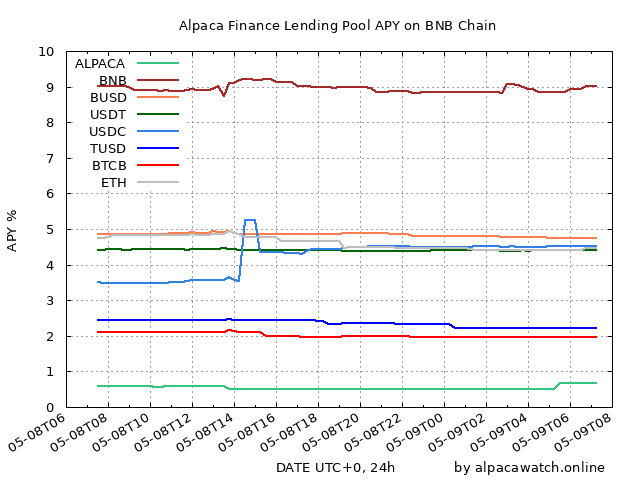 Alpaca Finance Lending Pool APY on BNB Chain
10
9
8
7
6
5
4
3
2
1
0
APY %
ALPACA
BNB
BUSD
USDT
USDC
TUSD
BTCB
ETH
05-08T06
05-08T08
05-08T10
05-08T12
05-08T14
05-08T16
05-08T18
05-08T20
05-08T22
05-09T00
05-09T02
05-09T04
05-09T06
05-09T08
DATE UTC+0, 24h
by alpacawatch.online